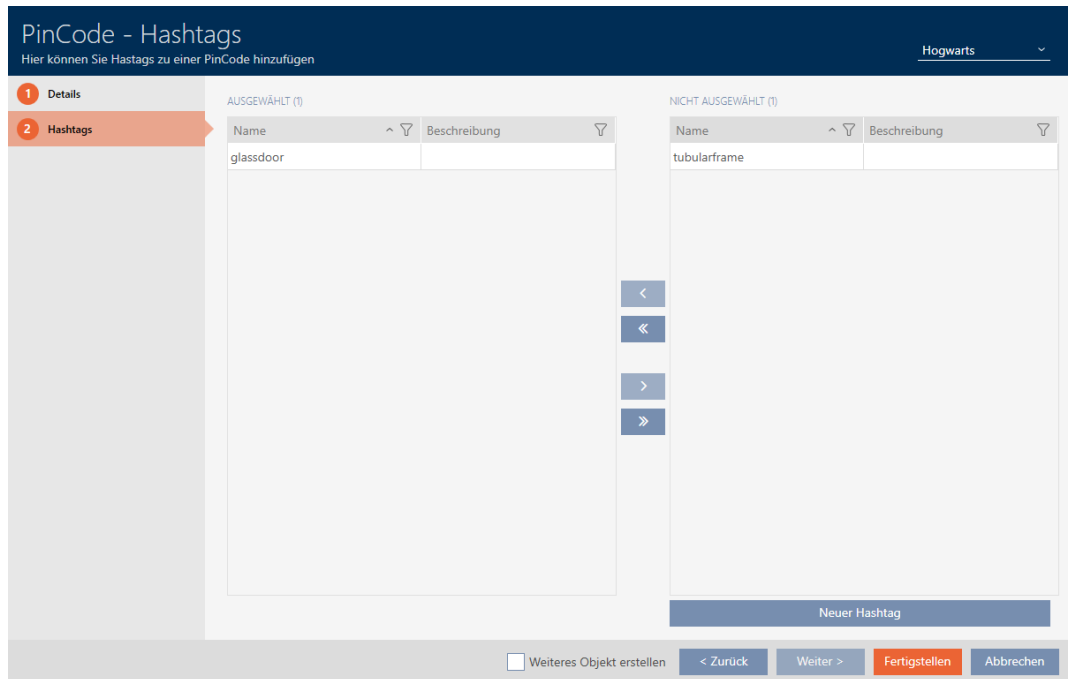 PinCode - Hashtags
Hier können Sie Hastags zu einer PinCode hinzufügen
Hogwarts
1 Details
2 Hashtags
AUSGEWÄHLT (1)
Name Beschreibung
glassdoor
NICHT AUSGEWÄHLT (1)
Name Beschreibung
tubularframe
Neuer Hashtag
Weiteres Objekt erstellen < Zurück Weiter > Fertigstellen Abbrechen